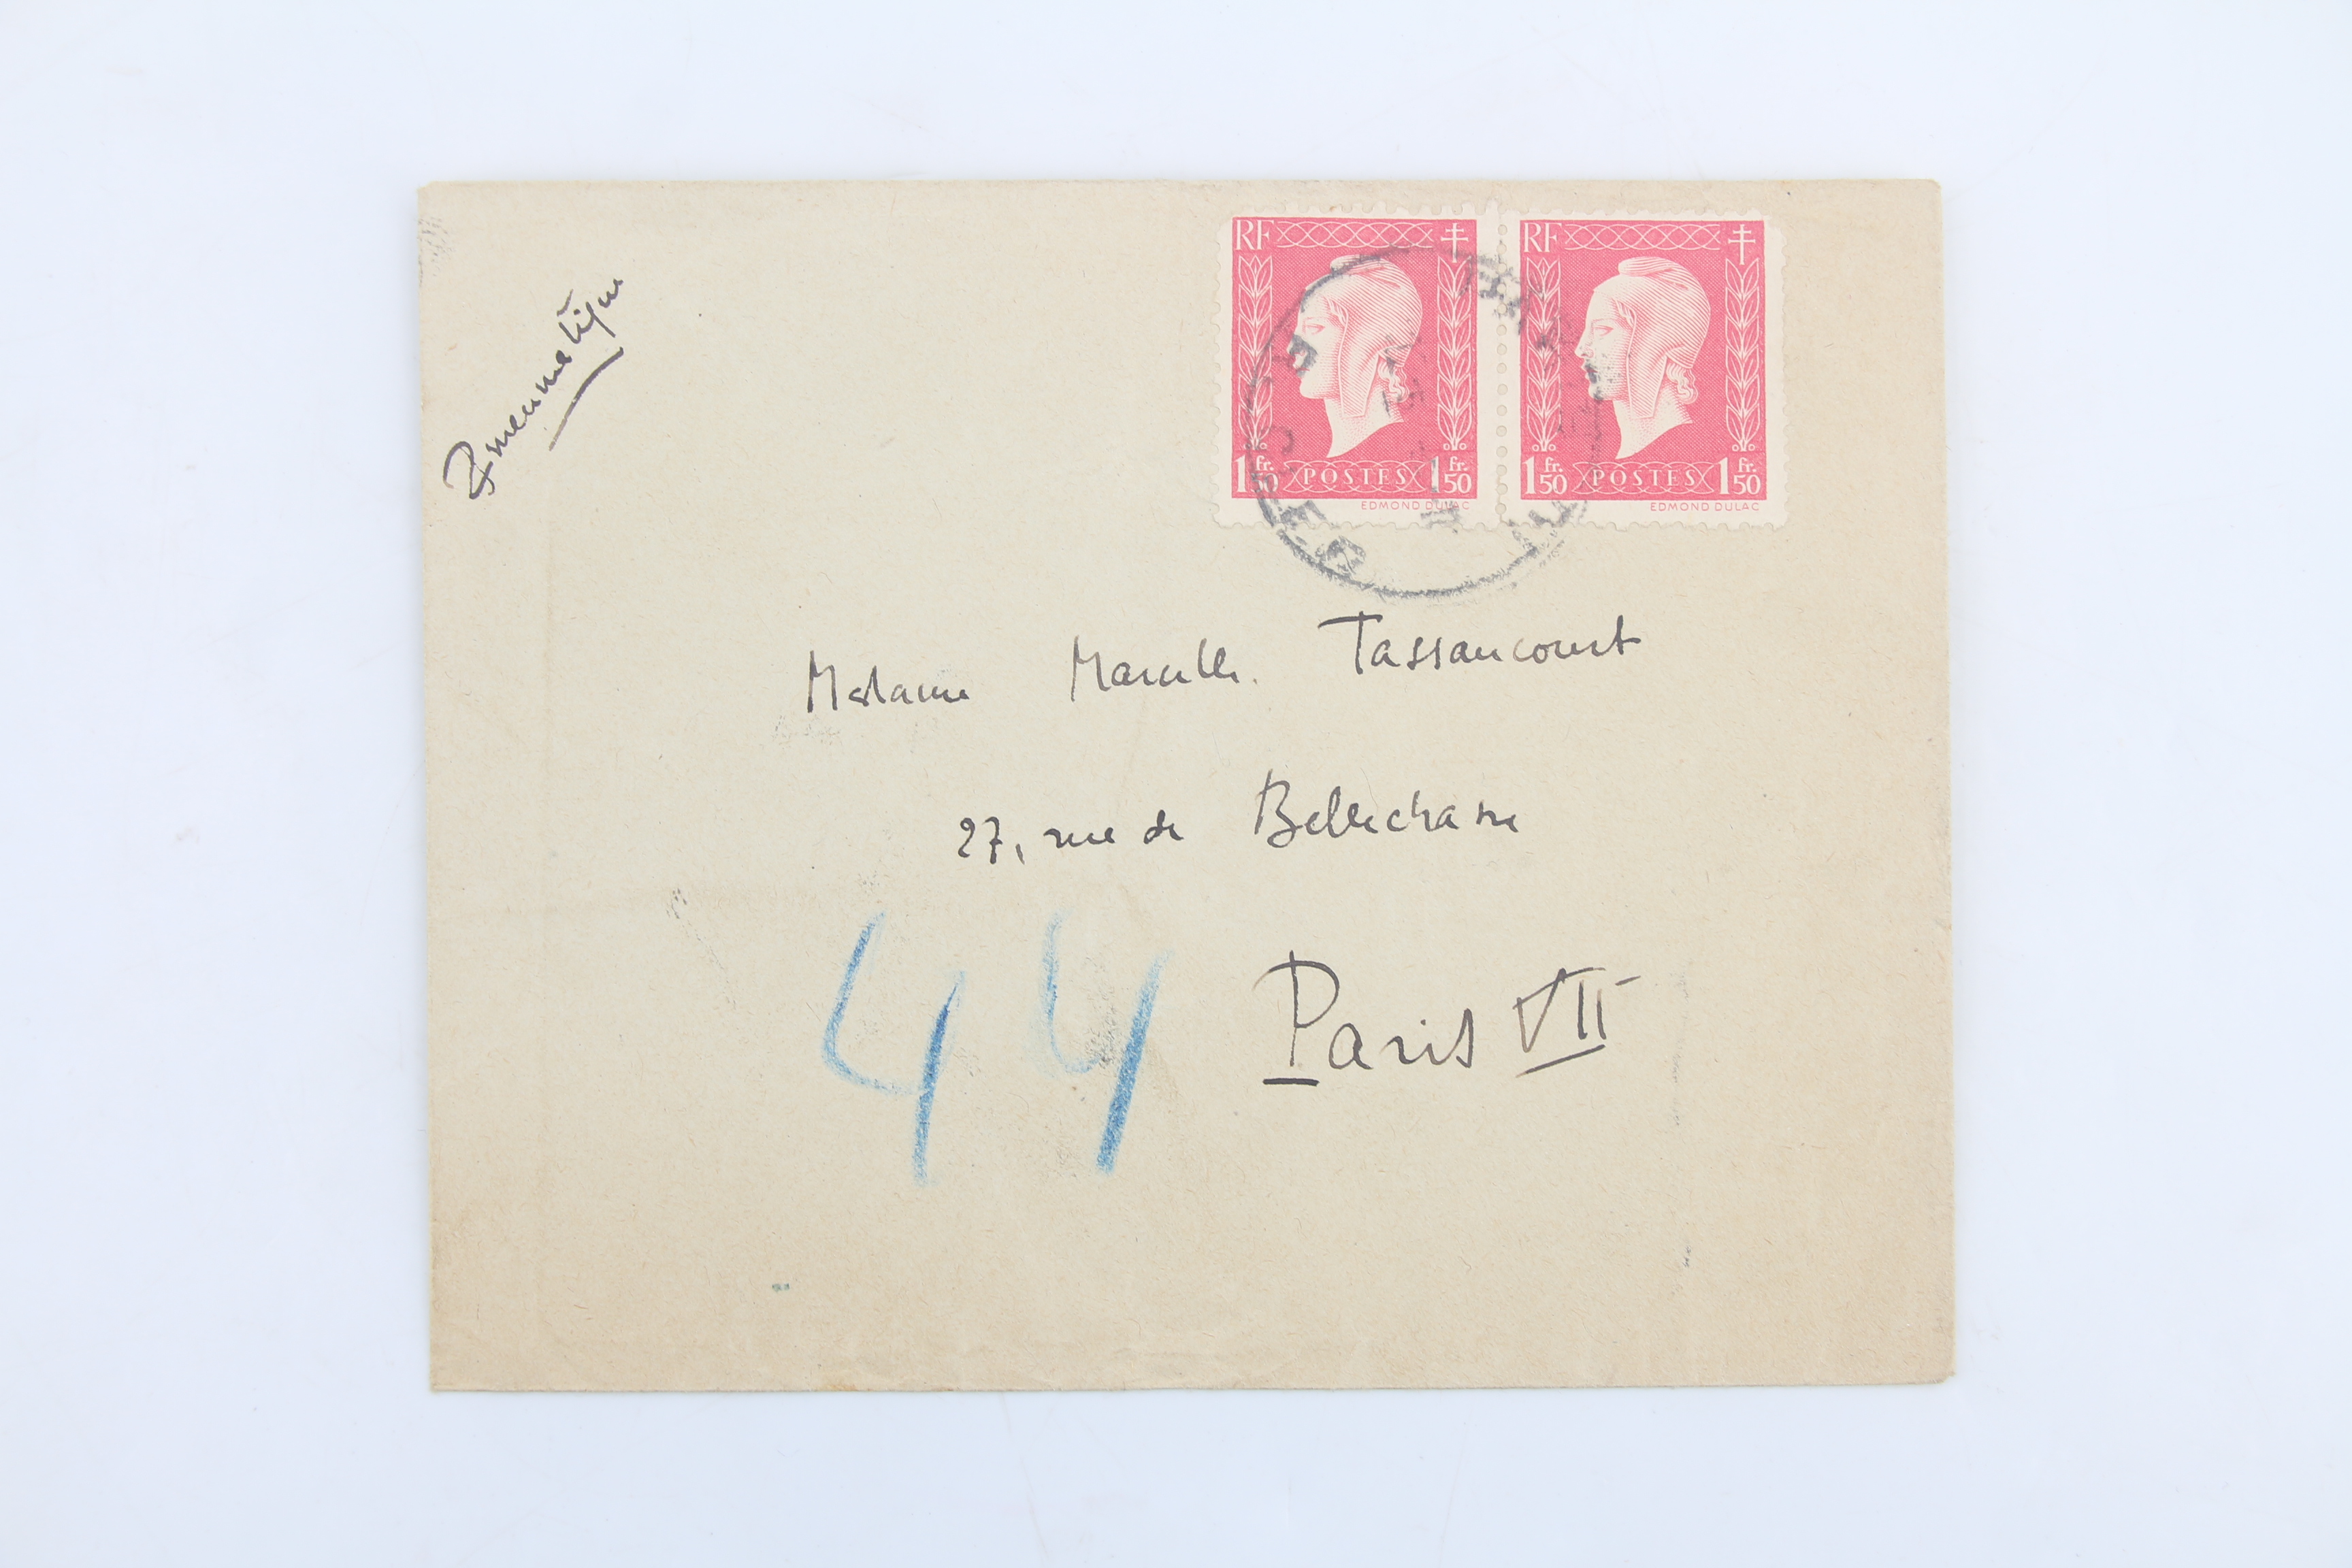 Pneumatique
RF RF
1 fr. 50 POSTES 1 fr. 50 1 fr. 50 POSTES 1 fr. 50
EDMOND DULAC EDMOND DULAC
Madame Marcelle Tassancourt
27, rue de Bellechasse
44
Paris VII